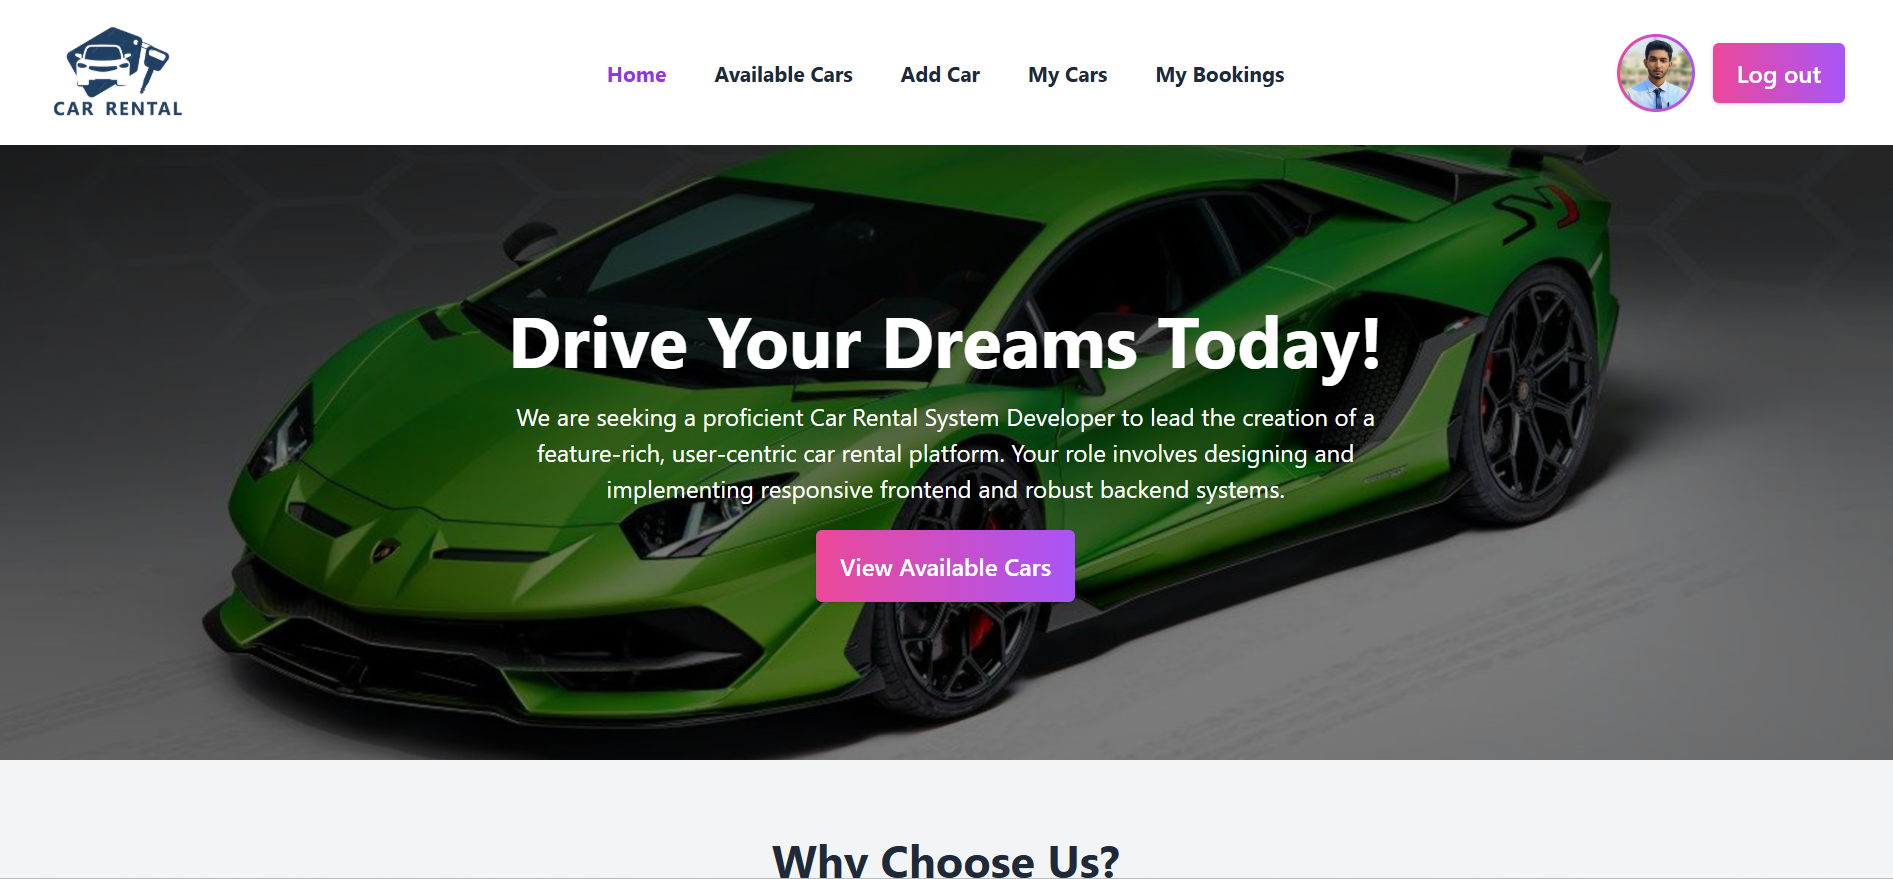 CAR RENTAL
Home
Available Cars
Add Car
My Cars
My Bookings
Log out
SVJ
Drive Your Dreams Today!
We are seeking a proficient Car Rental System Developer to lead the creation of a
feature-rich, user-centric car rental platform. Your role involves designing and
implementing responsive frontend and robust backend systems.
View Available Cars
Why Choose Us?